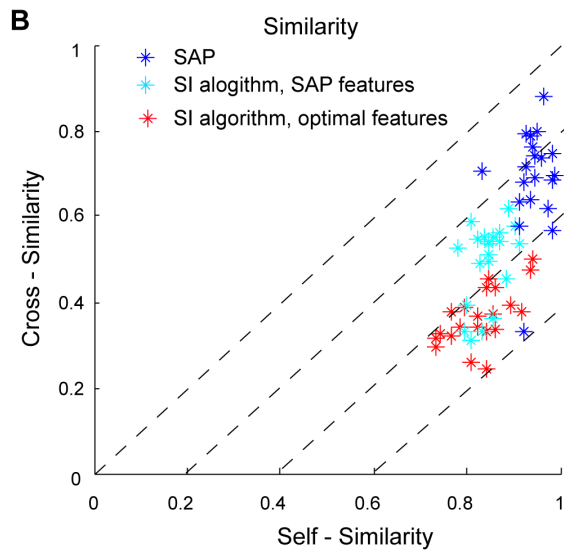 B
Similarity
SAP
SI alogithm, SAP features
SI algorithm, optimal features
Cross - Similarity
1
0.8
0.6
0.4
0.2
0
0 0.2 0.4 0.6 0.8 1
Self - Similarity